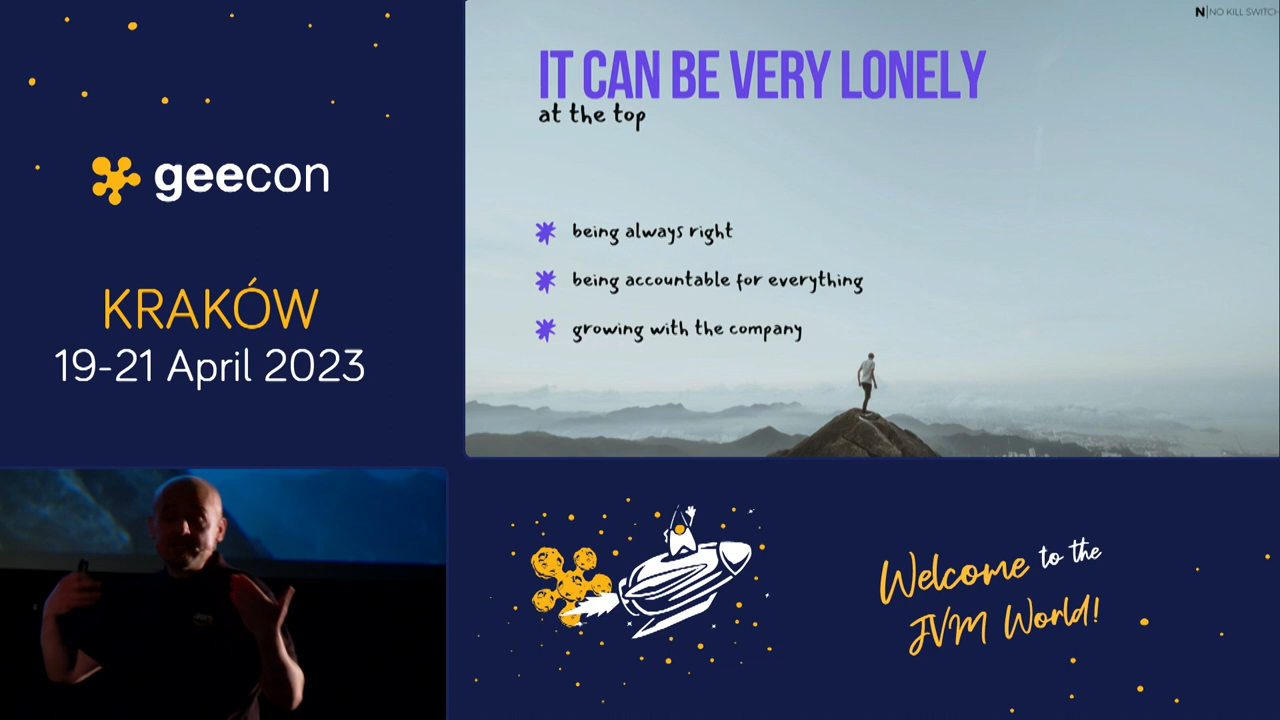 geecon
KRAKÓW
19-21 April 2023
N|NO KILL SWITCH
IT CAN BE VERY LONELY
at the top
being always right
being accountable for everything
growing with the company
Welcome to the
JVM World!